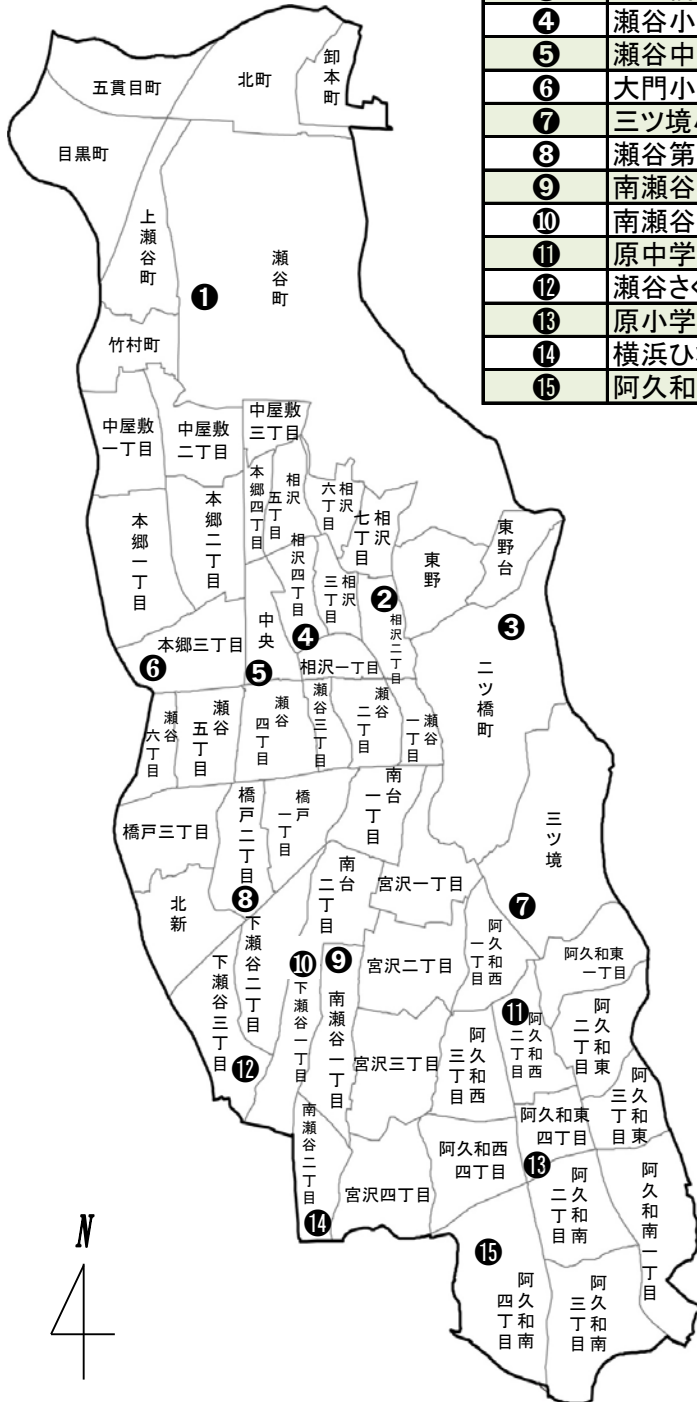 ❹ 瀬谷小
❺ 瀬谷中
❻ 大門小
❼ 三ツ境
❽ 瀬谷第
❾ 南瀬谷
❿ 南瀬谷
⓫ 原中学
⓬ 瀬谷さく
⓭ 原小学
⓮ 横浜ひ
⓯ 阿久和
卸本町
北町
五貫目町
目黒町
上瀬谷町
瀬谷町
❶
竹村町
中屋敷
一丁目
中屋敷
二丁目
中屋敷
三丁目
本郷四丁目
相沢
五丁目
相沢
六丁目
相沢
七丁目
本郷一丁目
本郷二丁目
相沢四丁目
相沢
三丁目
❷
相沢二丁目
東野
東野台
❸
中央
❹
本郷三丁目
❻
❺
相沢一丁目
二ツ橋町
瀬谷
六丁目
瀬谷
五丁目
瀬谷
四丁目
瀬谷三丁目
瀬谷
二丁目
瀬谷
一丁目
橋戸三丁目
橋戸二丁目
橋戸
一丁目
南台
一丁目
三ツ境
北新
❽
南台
二丁目
宮沢一丁目
❼
下瀬谷三丁目
下瀬谷二丁目
❿
下瀬谷一丁目
❾
南瀬谷一丁目
宮沢二丁目
阿久和西
一丁目
阿久和東
一丁目
⓫
阿久和西
二丁目
阿久和東
二丁目
⓬
宮沢三丁目
阿久和西
三丁目
阿久和東
三丁目
阿久和東
四丁目
南瀬谷二丁目
阿久和西
四丁目
⓭
宮沢四丁目
阿久和南
二丁目
阿久和南一丁目
⓮
⓯
阿久和南
四丁目
阿久和南
三丁目
N